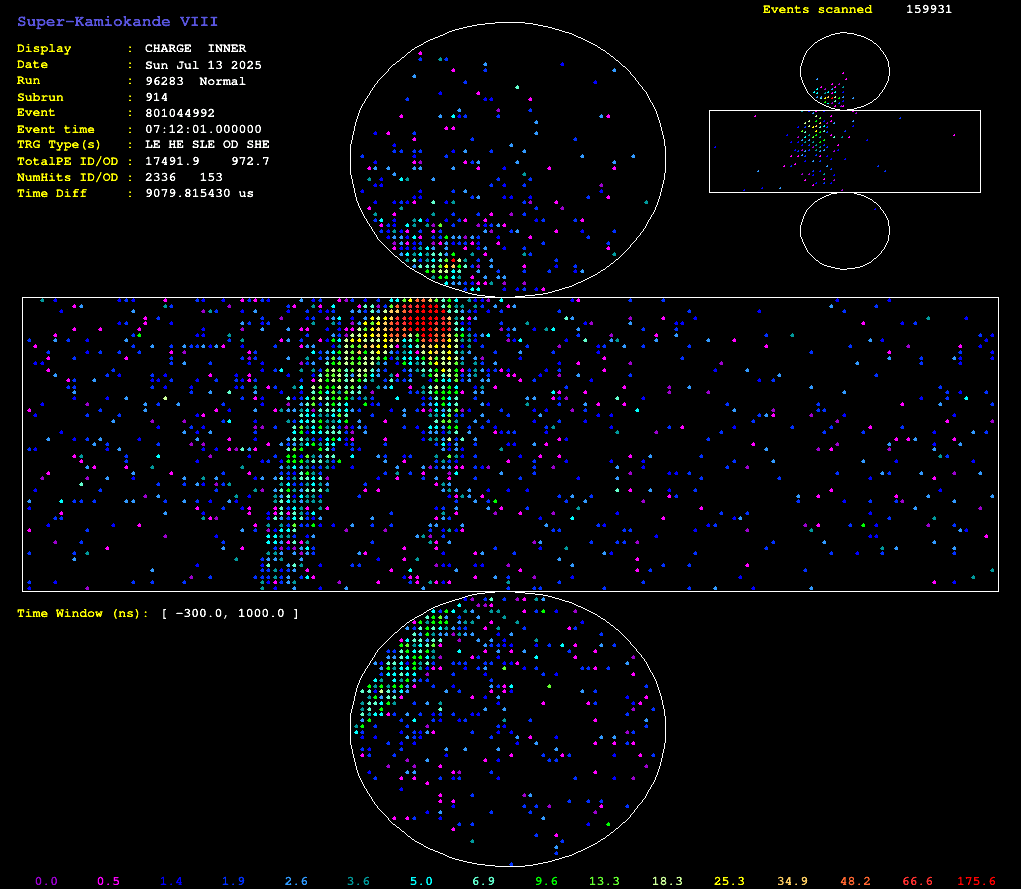 Super-Kamiokande VIII
Events scanned 159931
Display : CHARGE INNER
Date : Sun Jul 13 2025
Run : 96283 Normal
Subrun : 914
Event : 801044992
Event time : 07:12:01.000000
TRG Type(s) : LE HE SLE OD SHE
TotalPE ID/OD : 17491.9 972.7
NumHits ID/OD : 2336 153
Time Diff : 9079.815430 us
Time Window (ns): [ -300.0, 1000.0 ]
0.0 0.5 1.4 1.9 2.6 3.6 5.0 6.9 9.6 13.3 18.3 25.3 34.9 48.2 66.6 175.6